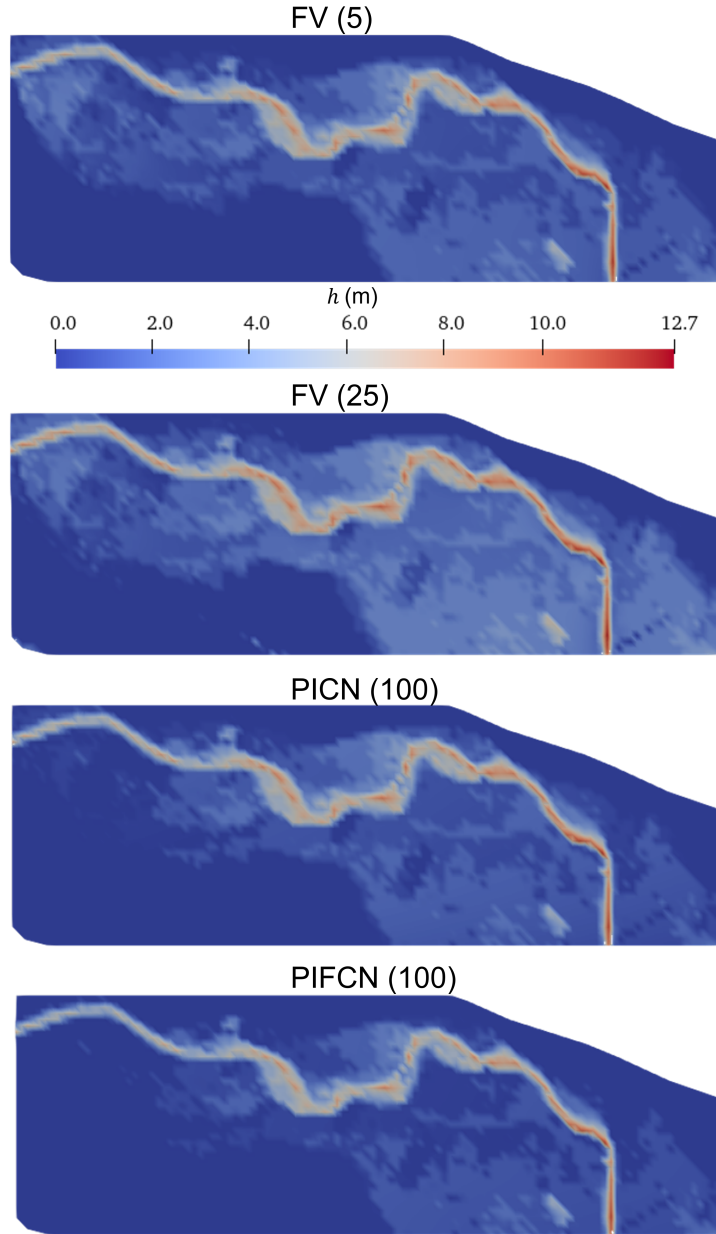 FV (5)
h (m)
0.0 2.0 4.0 6.0 8.0 10.0 12.7
FV (25)
PICN (100)
PIFCN (100)